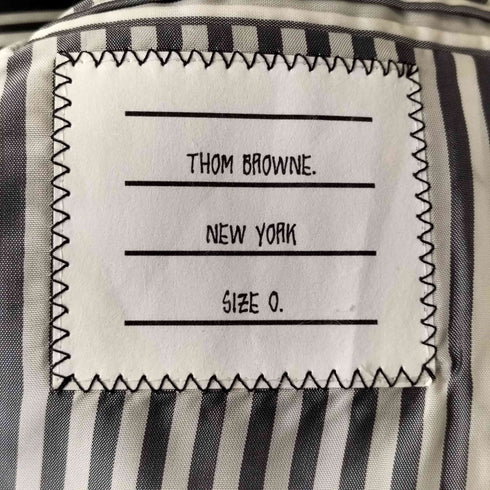 THOM BROWNE.
NEW YORK
SIZE 0.